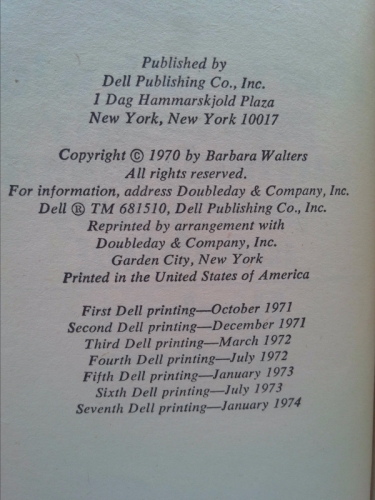 Published by
Dell Publishing Co., Inc.
1 Dag Hammarskjold Plaza
New York, New York 10017
Copyright © 1970 by Barbara Walters
All rights reserved.
For information, address Doubleday & Company, Inc.
Dell ® TM 681510, Dell Publishing Co., Inc.
Reprinted by arrangement with
Doubleday & Company, Inc.
Garden City, New York
Printed in the United States of America
First Dell printing—October 1971
Second Dell printing—December 1971
Third Dell printing—March 1972
Fourth Dell printing—July 1972
Fifth Dell printing—January 1973
Sixth Dell printing—July 1973
Seventh Dell printing—January 1974